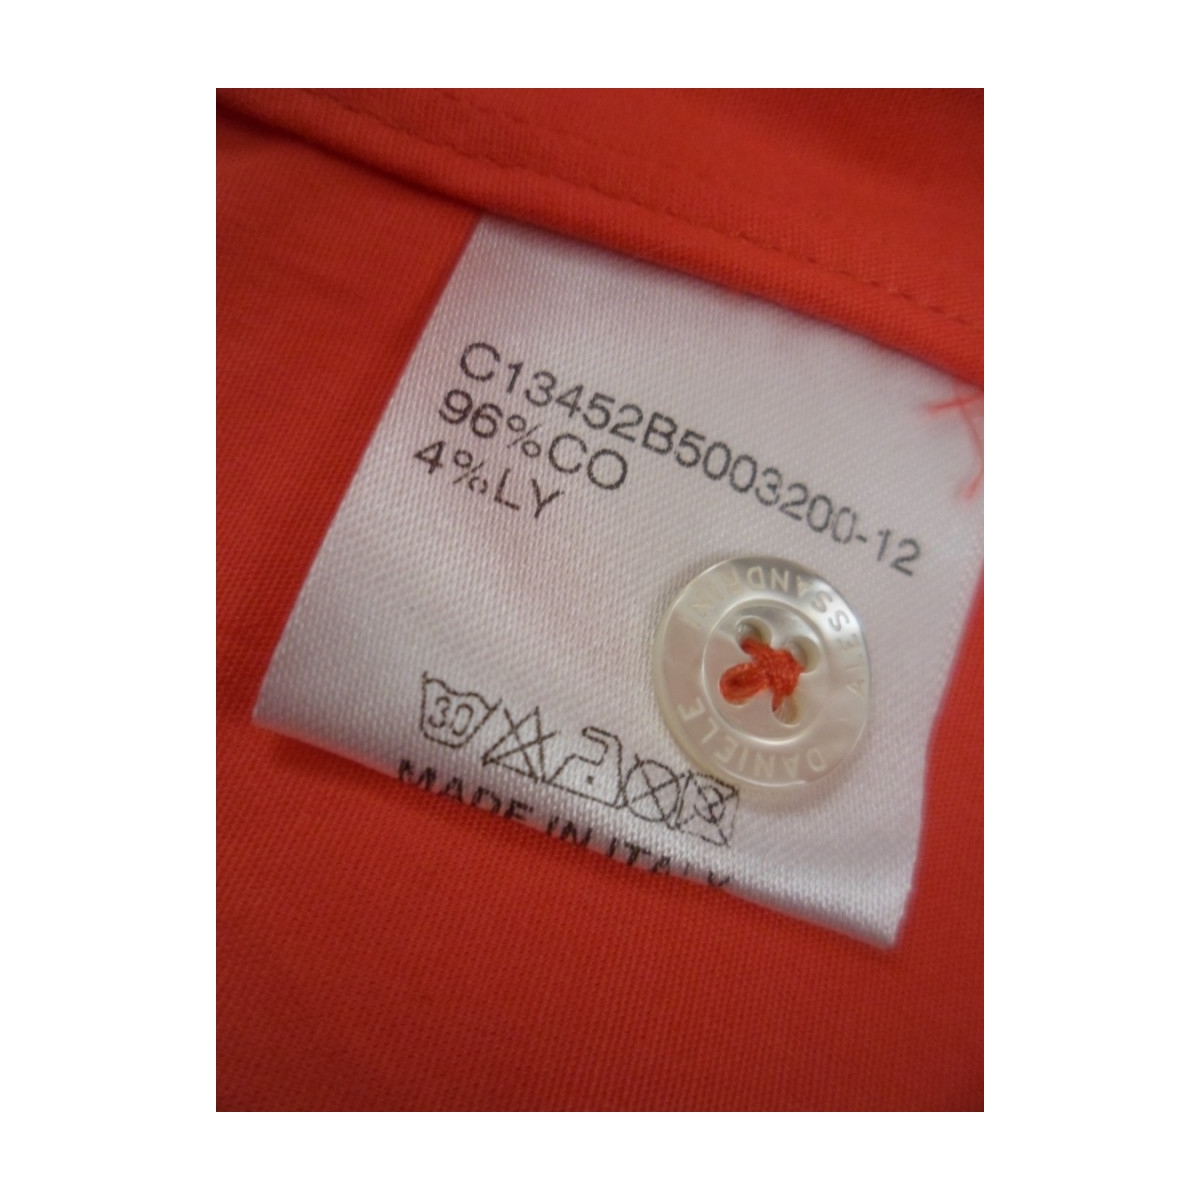 C13452B5003200-12
96%CO
4%LY
DANIELE ALESSANDRINI
30
MADE IN ITALY